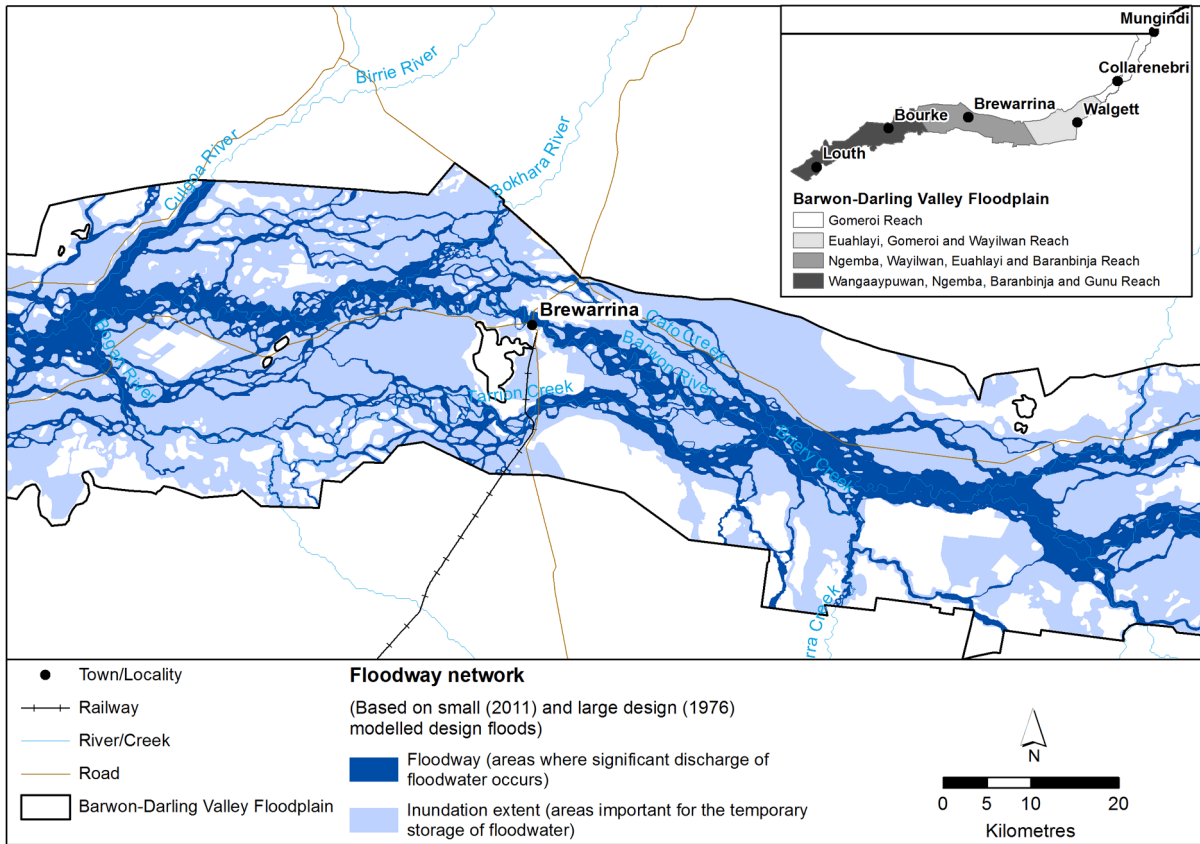 Mungindi
Collarenebri
Brewarrina
Walgett
Bourke
Louth
Barwon-Darling Valley Floodplain
Gomeroi Reach
Euahlayi, Gomeroi and Wayilwan Reach
Ngemba, Wayilwan, Euahlayi and Baranbinja Reach
Wangaaypuwan, Ngemba, Baranbinja and Gunu Reach
Birrie River
Culgoa River
Bokhara River
Brewarrina
Cato Creek
Barwon River
Bogan River
Tarrion Creek
rra Creek
Town/Locality
Railway
River/Creek
Road
Barwon-Darling Valley Floodplain
Floodway network
(Based on small (2011) and large design (1976)
modelled design floods)
Floodway (areas where significant discharge of
floodwater occurs)
Inundation extent (areas important for the temporary
storage of floodwater)
N
0 5 10 20
Kilometres